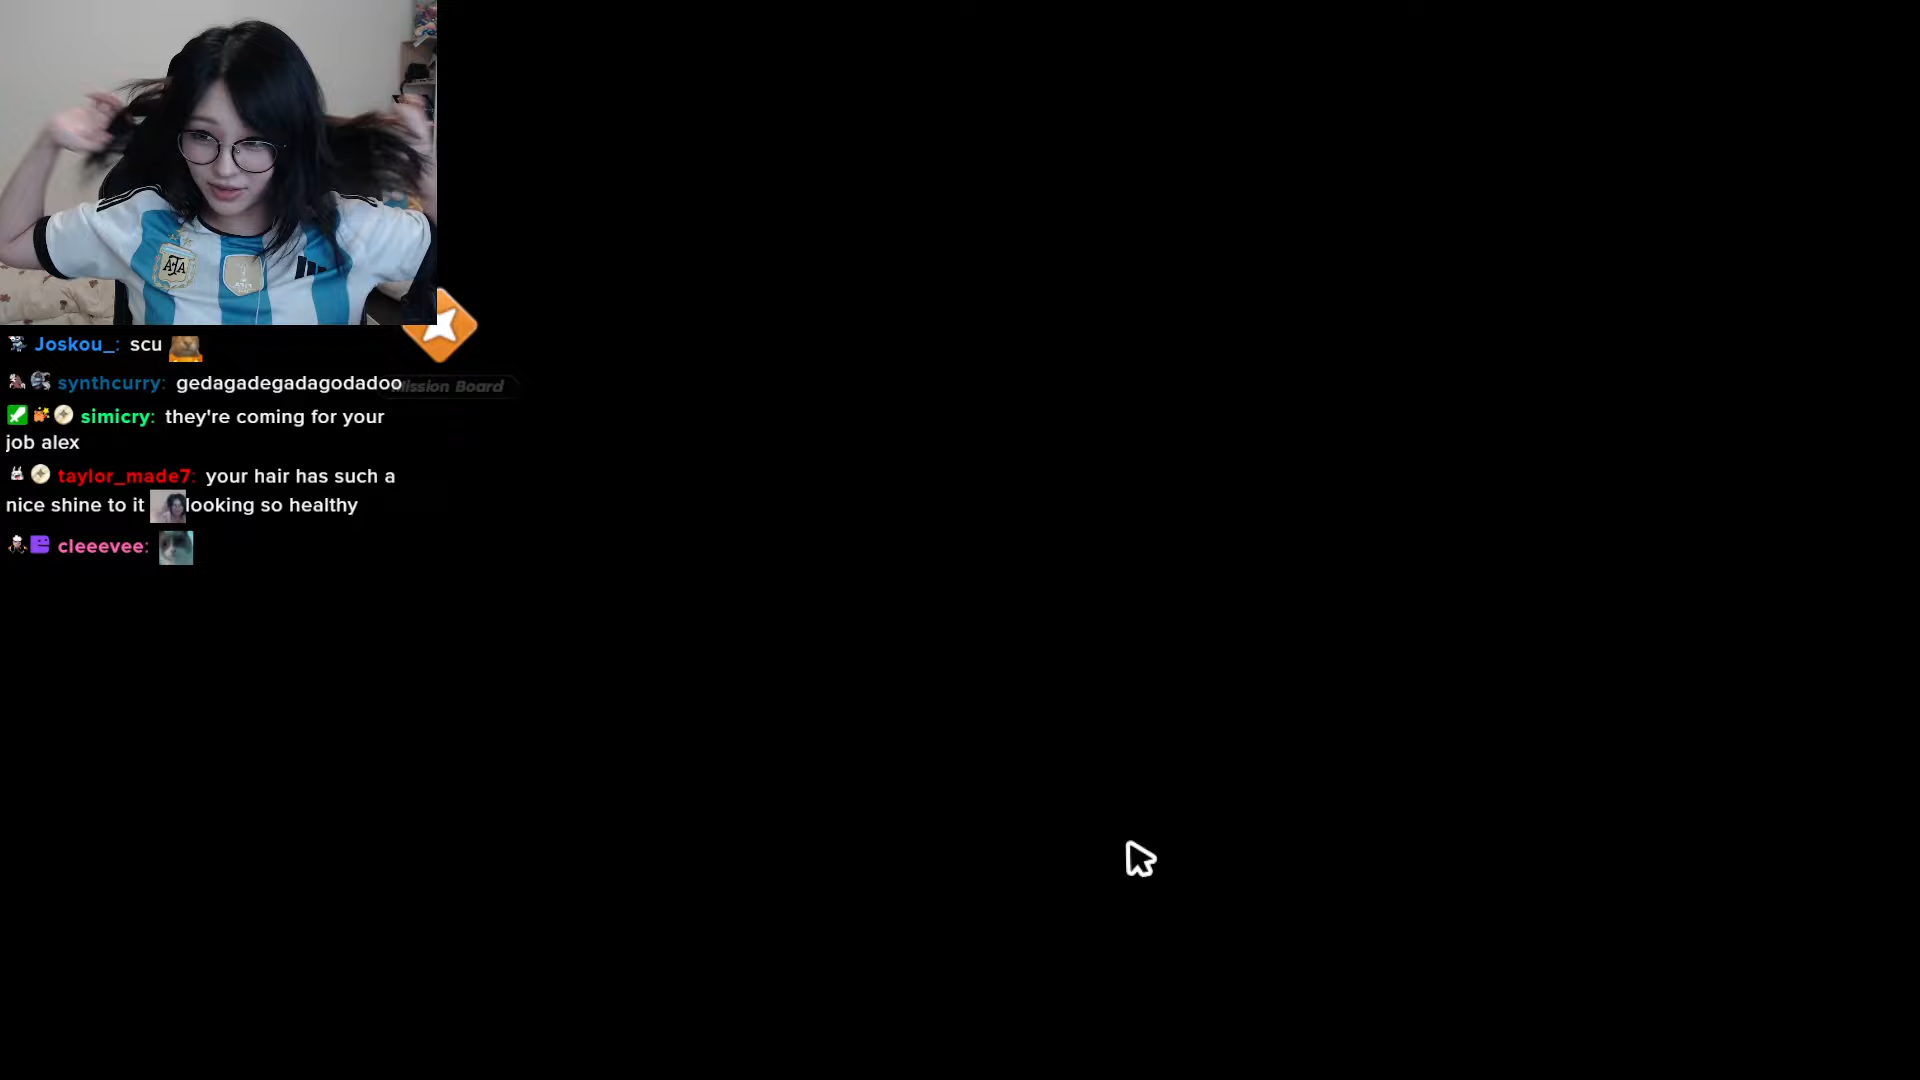 AFA
Joskou_: scu
synthcurry: gedagadegadagodadoo
Mission Board
simicry: they're coming for your
job alex
taylor_made7: your hair has such a
nice shine to it looking so healthy
cleeevee: